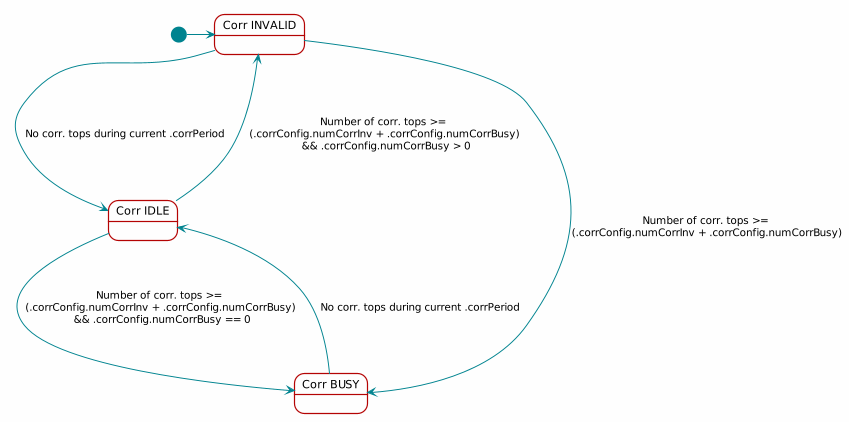 Corr INVALID
No corr. tops during current .corrPeriod
Number of corr. tops >=
(.corrConfig.numCorrInv + .corrConfig.numCorrBusy)
&& .corrConfig.numCorrBusy > 0
Number of corr. tops >=
(.corrConfig.numCorrInv + .corrConfig.numCorrBusy)
Corr IDLE
Number of corr. tops >=
(.corrConfig.numCorrInv + .corrConfig.numCorrBusy)
&& .corrConfig.numCorrBusy == 0
No corr. tops during current .corrPeriod
Corr BUSY